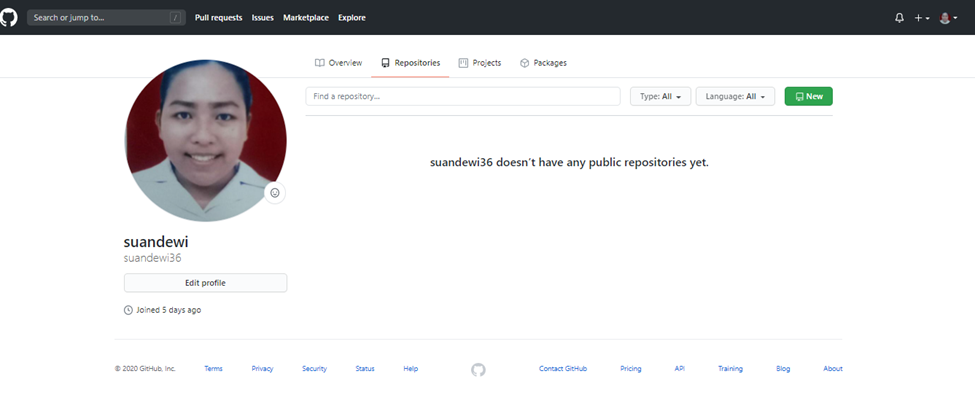 Search or jump to... / Pull requests Issues Marketplace Explore
Overview Repositories Projects Packages
Find a repository... Type: All Language: All New
suandewi36 doesn't have any public repositories yet.
suandewi
suandewi36
Edit profile
Joined 5 days ago
© 2020 GitHub, Inc. Terms Privacy Security Status Help Contact GitHub Pricing API Training Blog About